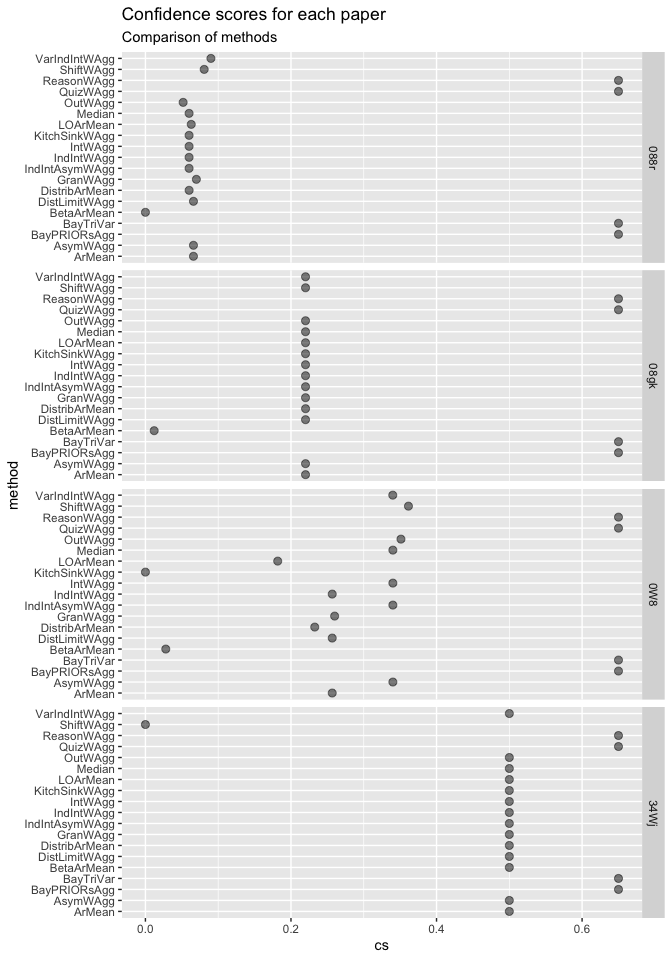 Confidence scores for each paper
Comparison of methods
VarIndIntWAgg
ShiftWAgg
ReasonWAgg
QuizWAgg
OutWAgg
Median
LOArMean
KitchSinkWAgg
IntWAgg
IndIntWAgg
IndIntAsymWAgg
GranWAgg
DistribArMean
DistLimitWAgg
BetaArMean
BayTriVar
BayPRIORsAgg
AsymWAgg
ArMean
088r
VarIndIntWAgg
ShiftWAgg
ReasonWAgg
QuizWAgg
OutWAgg
Median
LOArMean
KitchSinkWAgg
IntWAgg
IndIntWAgg
IndIntAsymWAgg
GranWAgg
DistribArMean
DistLimitWAgg
BetaArMean
BayTriVar
BayPRIORsAgg
AsymWAgg
ArMean
08gk
method
VarIndIntWAgg
ShiftWAgg
ReasonWAgg
QuizWAgg
OutWAgg
Median
LOArMean
KitchSinkWAgg
IntWAgg
IndIntWAgg
IndIntAsymWAgg
GranWAgg
DistribArMean
DistLimitWAgg
BetaArMean
BayTriVar
BayPRIORsAgg
AsymWAgg
ArMean
0W8
VarIndIntWAgg
ShiftWAgg
ReasonWAgg
QuizWAgg
OutWAgg
Median
LOArMean
KitchSinkWAgg
IntWAgg
IndIntWAgg
IndIntAsymWAgg
GranWAgg
DistribArMean
DistLimitWAgg
BetaArMean
BayTriVar
BayPRIORsAgg
AsymWAgg
ArMean
34Wj
0.0 0.2 0.4 0.6
cs